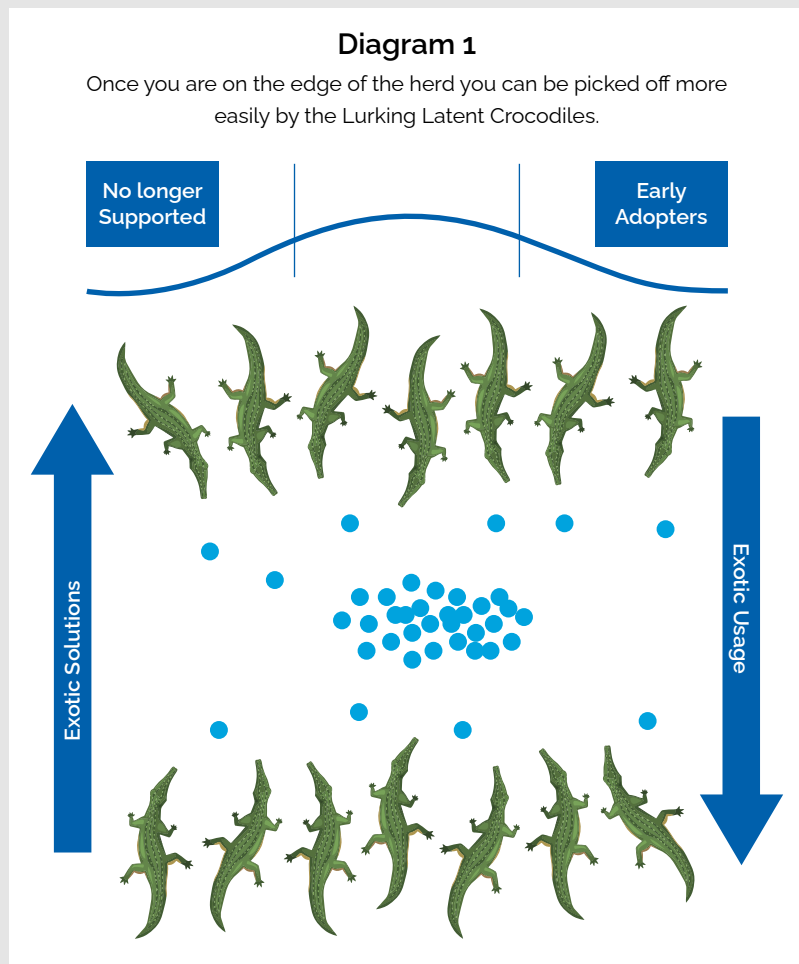 Diagram 1
Once you are on the edge of the herd you can be picked off more
easily by the Lurking Latent Crocodiles.
No longer
Supported
Early
Adopters
Exotic Solutions
Exotic Usage